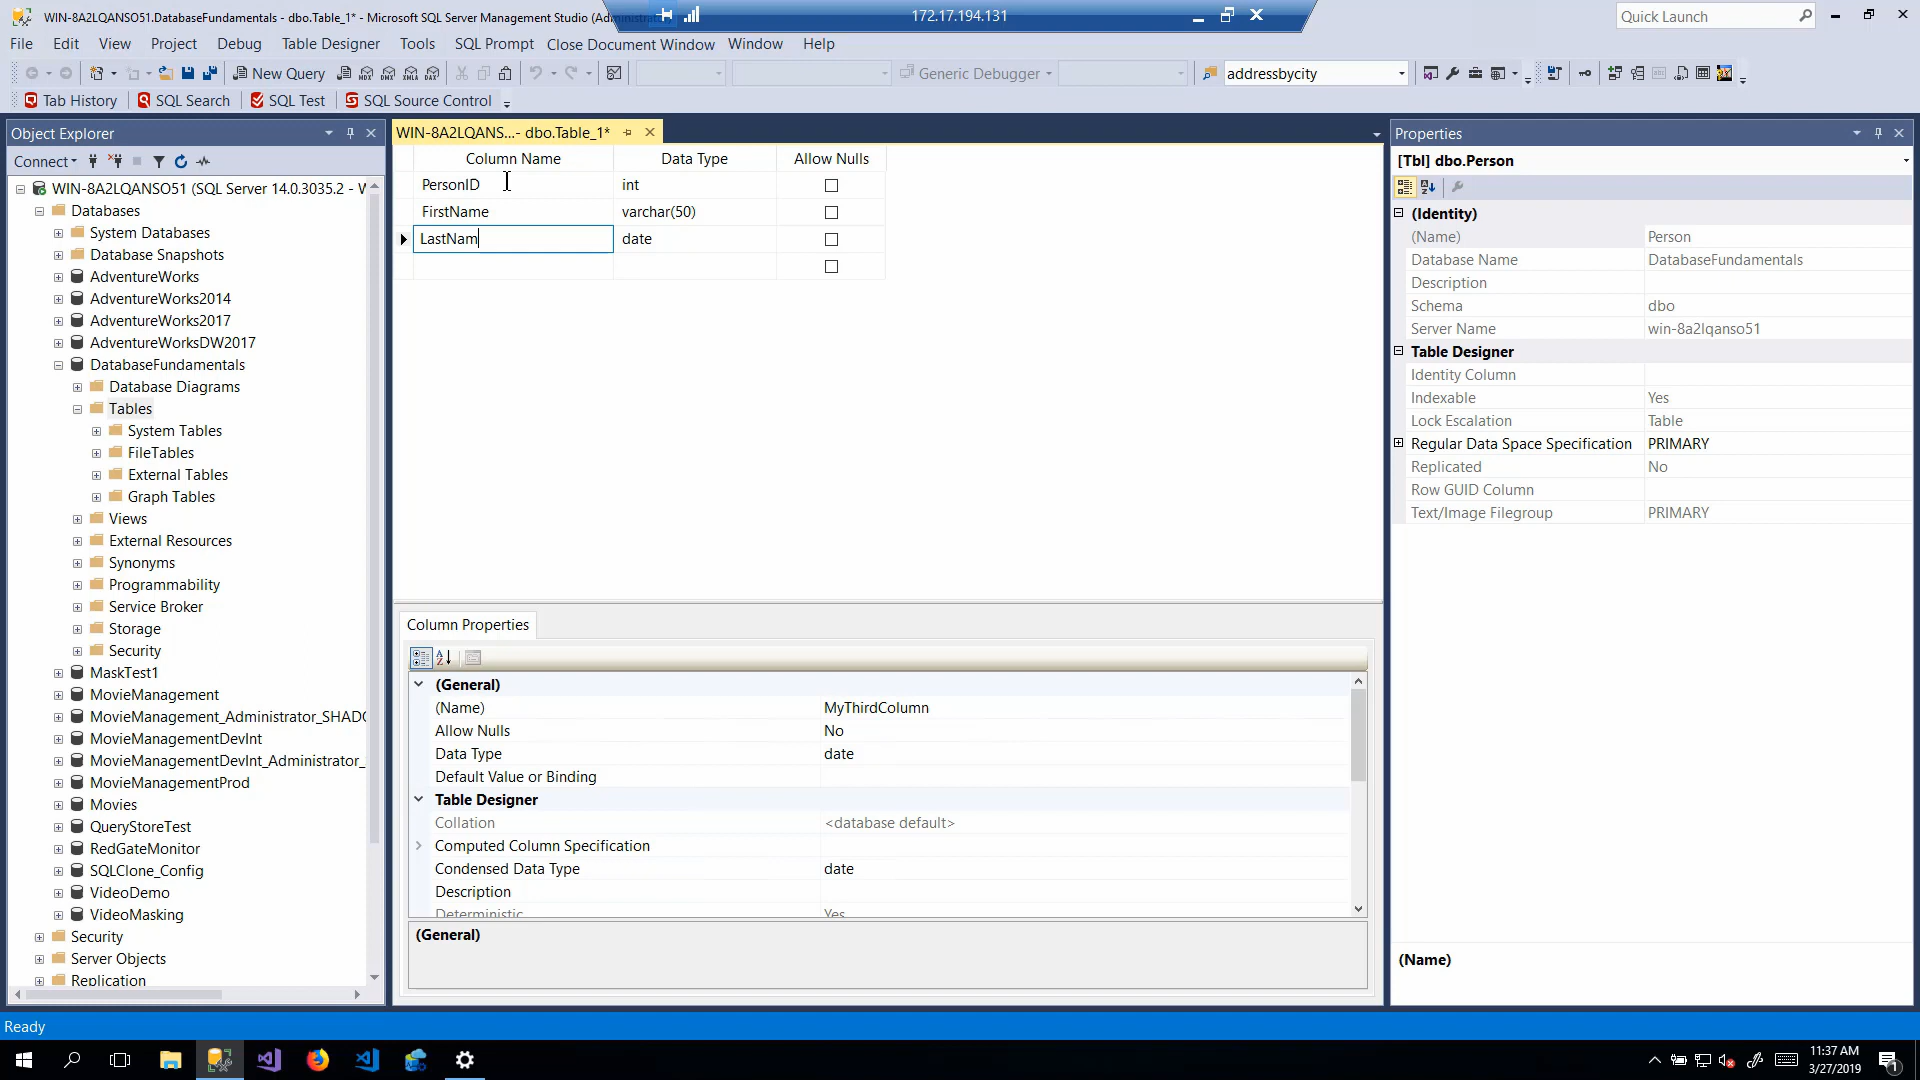 WIN-8A2LQANSO51.DatabaseFundamentals - dbo.Table_1* - Microsoft SQL Server Management Studio
172.17.194.131
Quick Launch
File Edit View Project Debug Table Designer Tools SQL Prompt Close Document Window Window Help
New Query
Generic Debugger
addressbycity
Tab History SQL Search SQL Test SQL Source Control
Object Explorer
Connect
WIN-8A2LQANSO51 (SQL Server 14.0.3035.2 -
Databases
System Databases
Database Snapshots
AdventureWorks
AdventureWorks2014
AdventureWorks2017
AdventureWorksDW2017
DatabaseFundamentals
Database Diagrams
Tables
System Tables
FileTables
External Tables
Graph Tables
Views
External Resources
Synonyms
Programmability
Service Broker
Storage
Security
MaskTest1
MovieManagement
MovieManagement_Administrator_SHADO
MovieManagementDevInt
MovieManagementDevInt_Administrator_
MovieManagementProd
Movies
QueryStoreTest
RedGateMonitor
SQLClone_Config
VideoDemo
VideoMasking
Security
Server Objects
Replication
WIN-8A2LQANS...- dbo.Table_1*
Column Name Data Type Allow Nulls
PersonID int
FirstName varchar(50)
LastNam date
Column Properties
(General)
(Name) MyThirdColumn
Allow Nulls No
Data Type date
Default Value or Binding
Table Designer
Collation <database default>
Computed Column Specification
Condensed Data Type date
Description
Deterministic Yes
(General)
Properties
[Tbl] dbo.Person
(Identity)
(Name) Person
Database Name DatabaseFundamentals
Description
Schema dbo
Server Name win-8a2lqanso51
Table Designer
Identity Column
Indexable Yes
Lock Escalation Table
Regular Data Space Specification PRIMARY
Replicated No
Row GUID Column
Text/Image Filegroup PRIMARY
(Name)
Ready
11:37 AM
3/27/2019